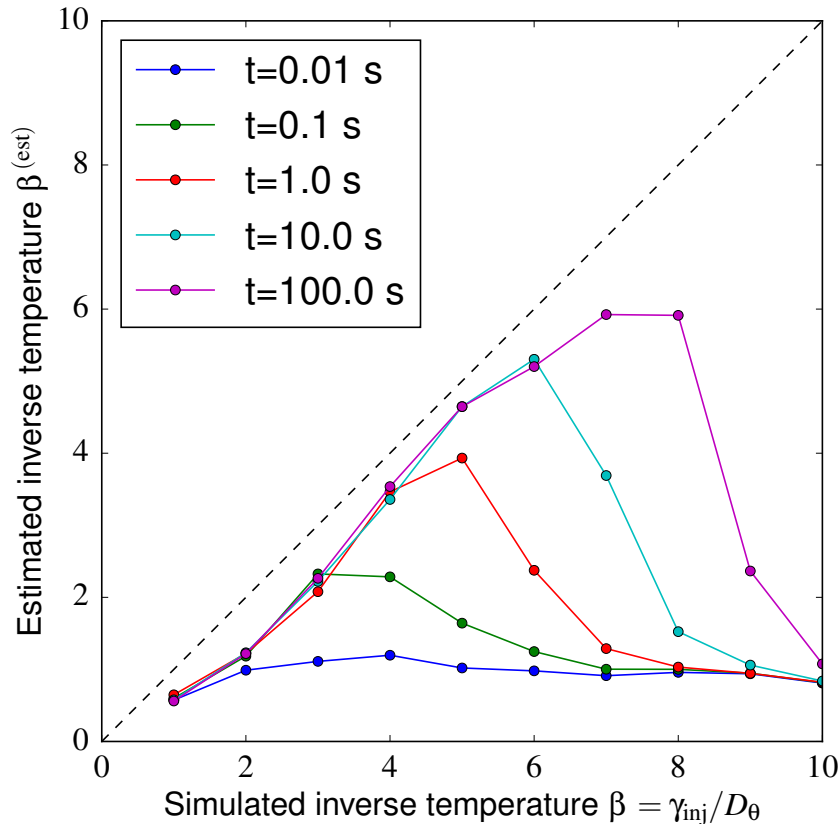 10
8
6
4
2
0
Estimated inverse temperature β^(est)
t=0.01 s
t=0.1 s
t=1.0 s
t=10.0 s
t=100.0 s
0 2 4 6 8 10
Simulated inverse temperature β = γ_inj/D_θ